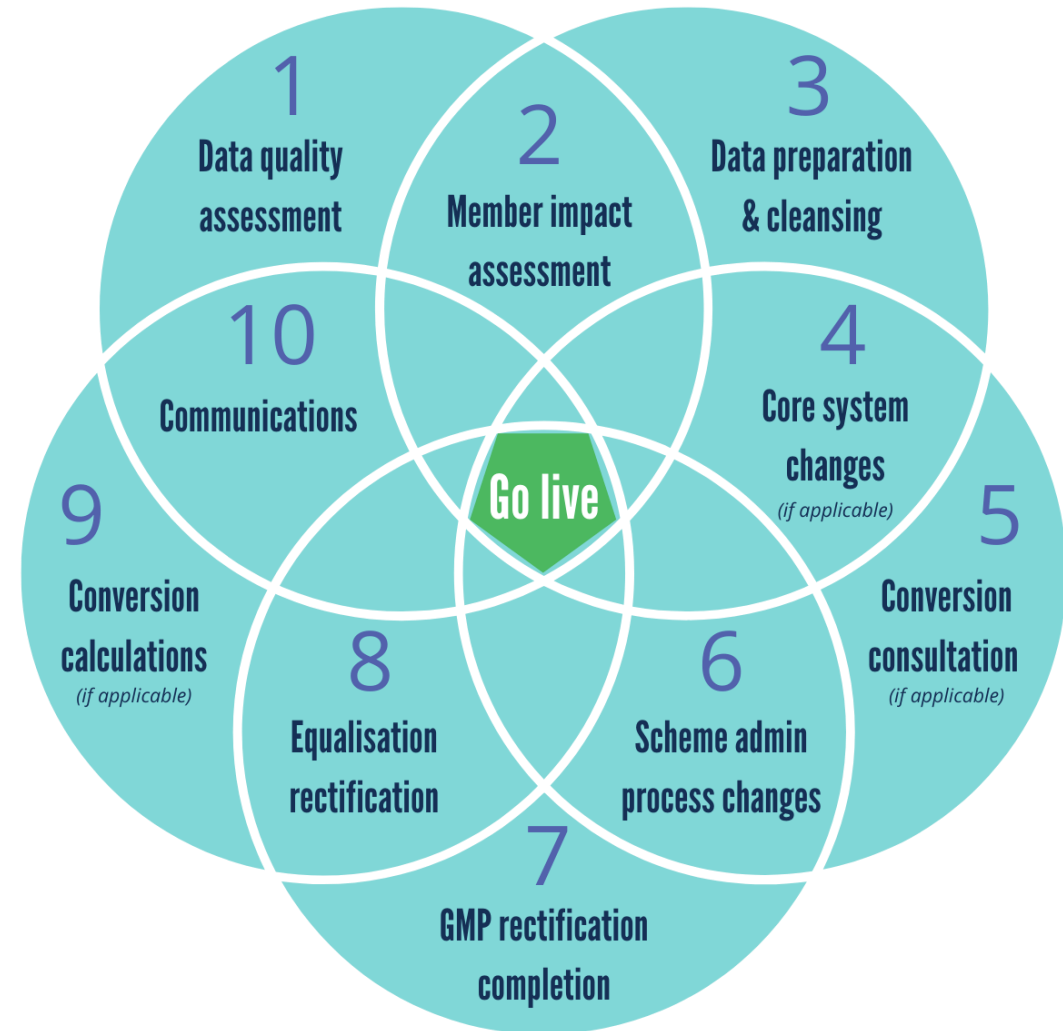 1
Data quality
assessment
2
Member impact
assessment
3
Data preparation
& cleansing
4
Core system
changes
(if applicable)
5
Conversion
consultation
(if applicable)
6
Scheme admin
process changes
7
GMP rectification
completion
8
Equalisation
rectification
9
Conversion
calculations
(if applicable)
10
Communications
Go live